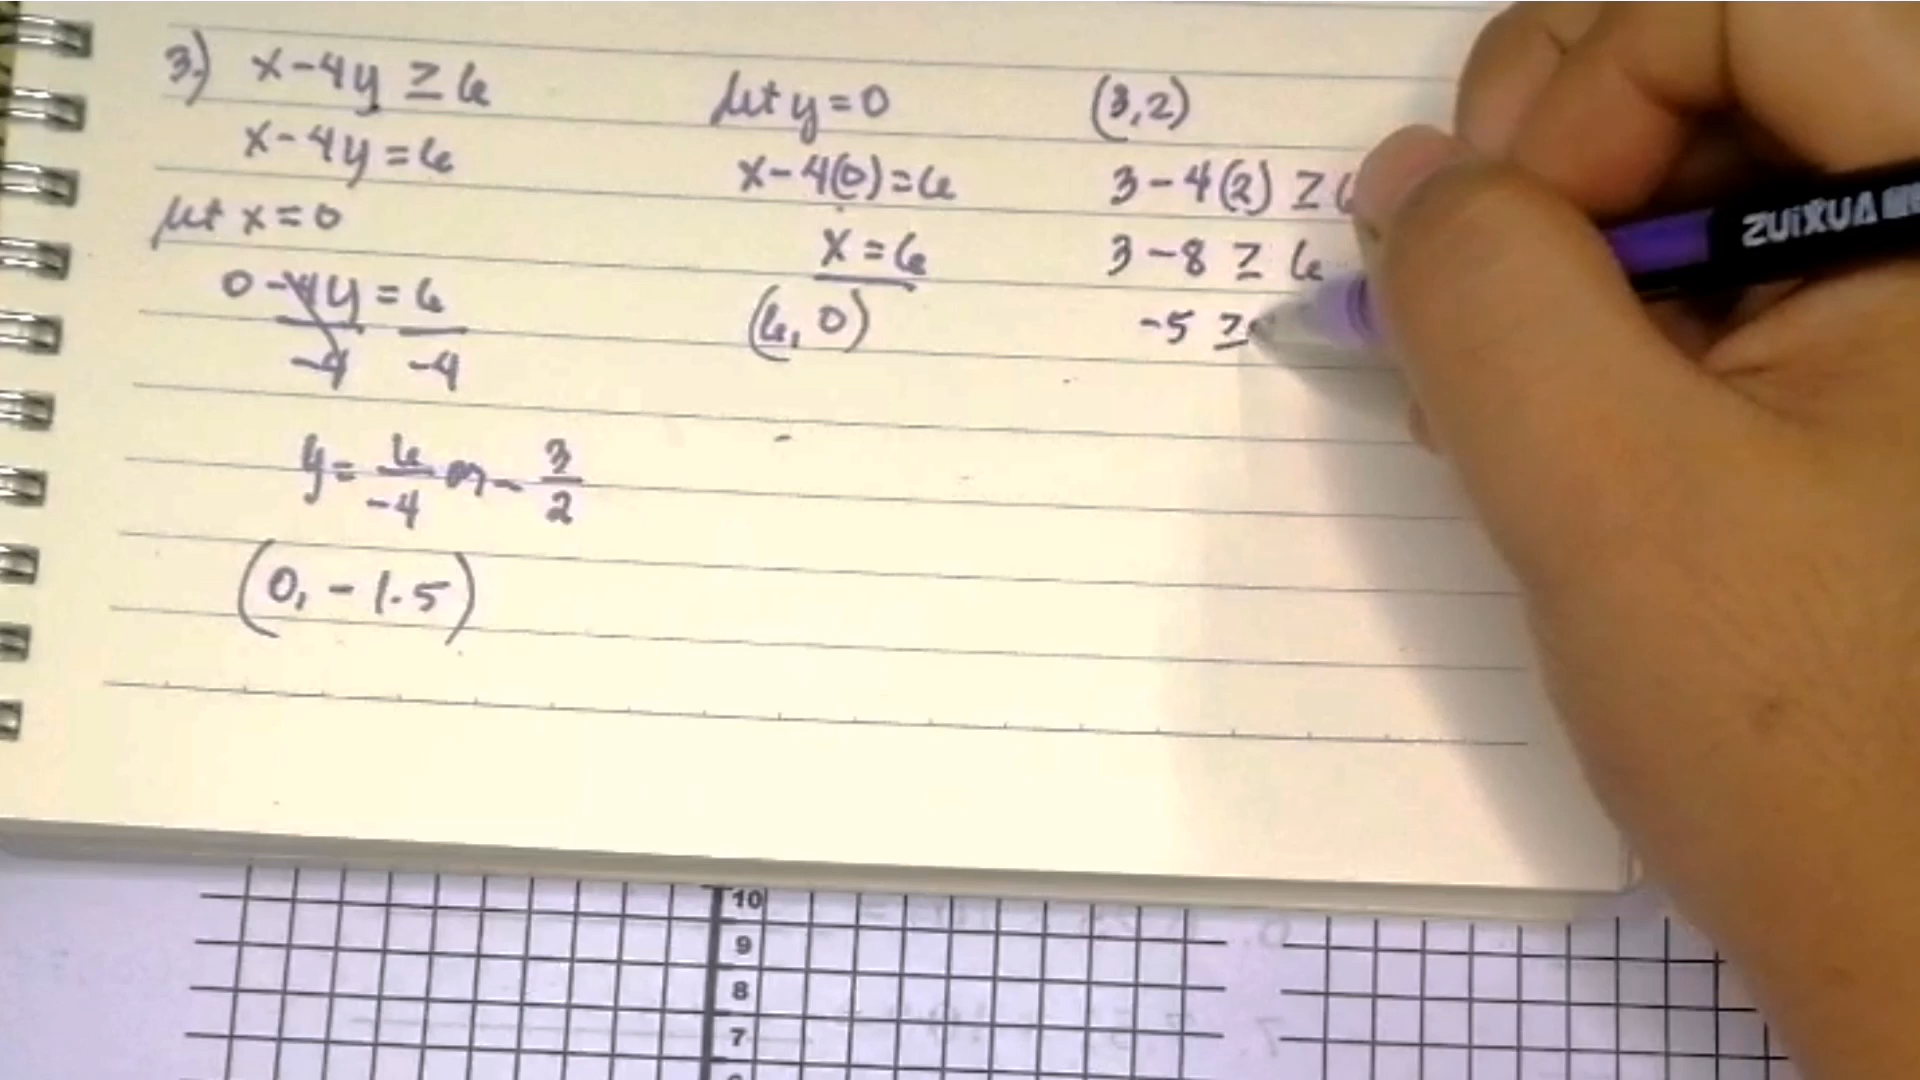 3.) x-4y ≥ 6
x-4y = 6
let x = 0
0-4y = 6
-4 -4
y = 6/-4 or - 3/2
(0, -1.5)
let y = 0
x-4(0) = 6
x = 6
(6, 0)
(3,2)
3-4(2) ≥ 6
3-8 ≥ 6
-5 ≥
ZUIXUA
10
9
8
7